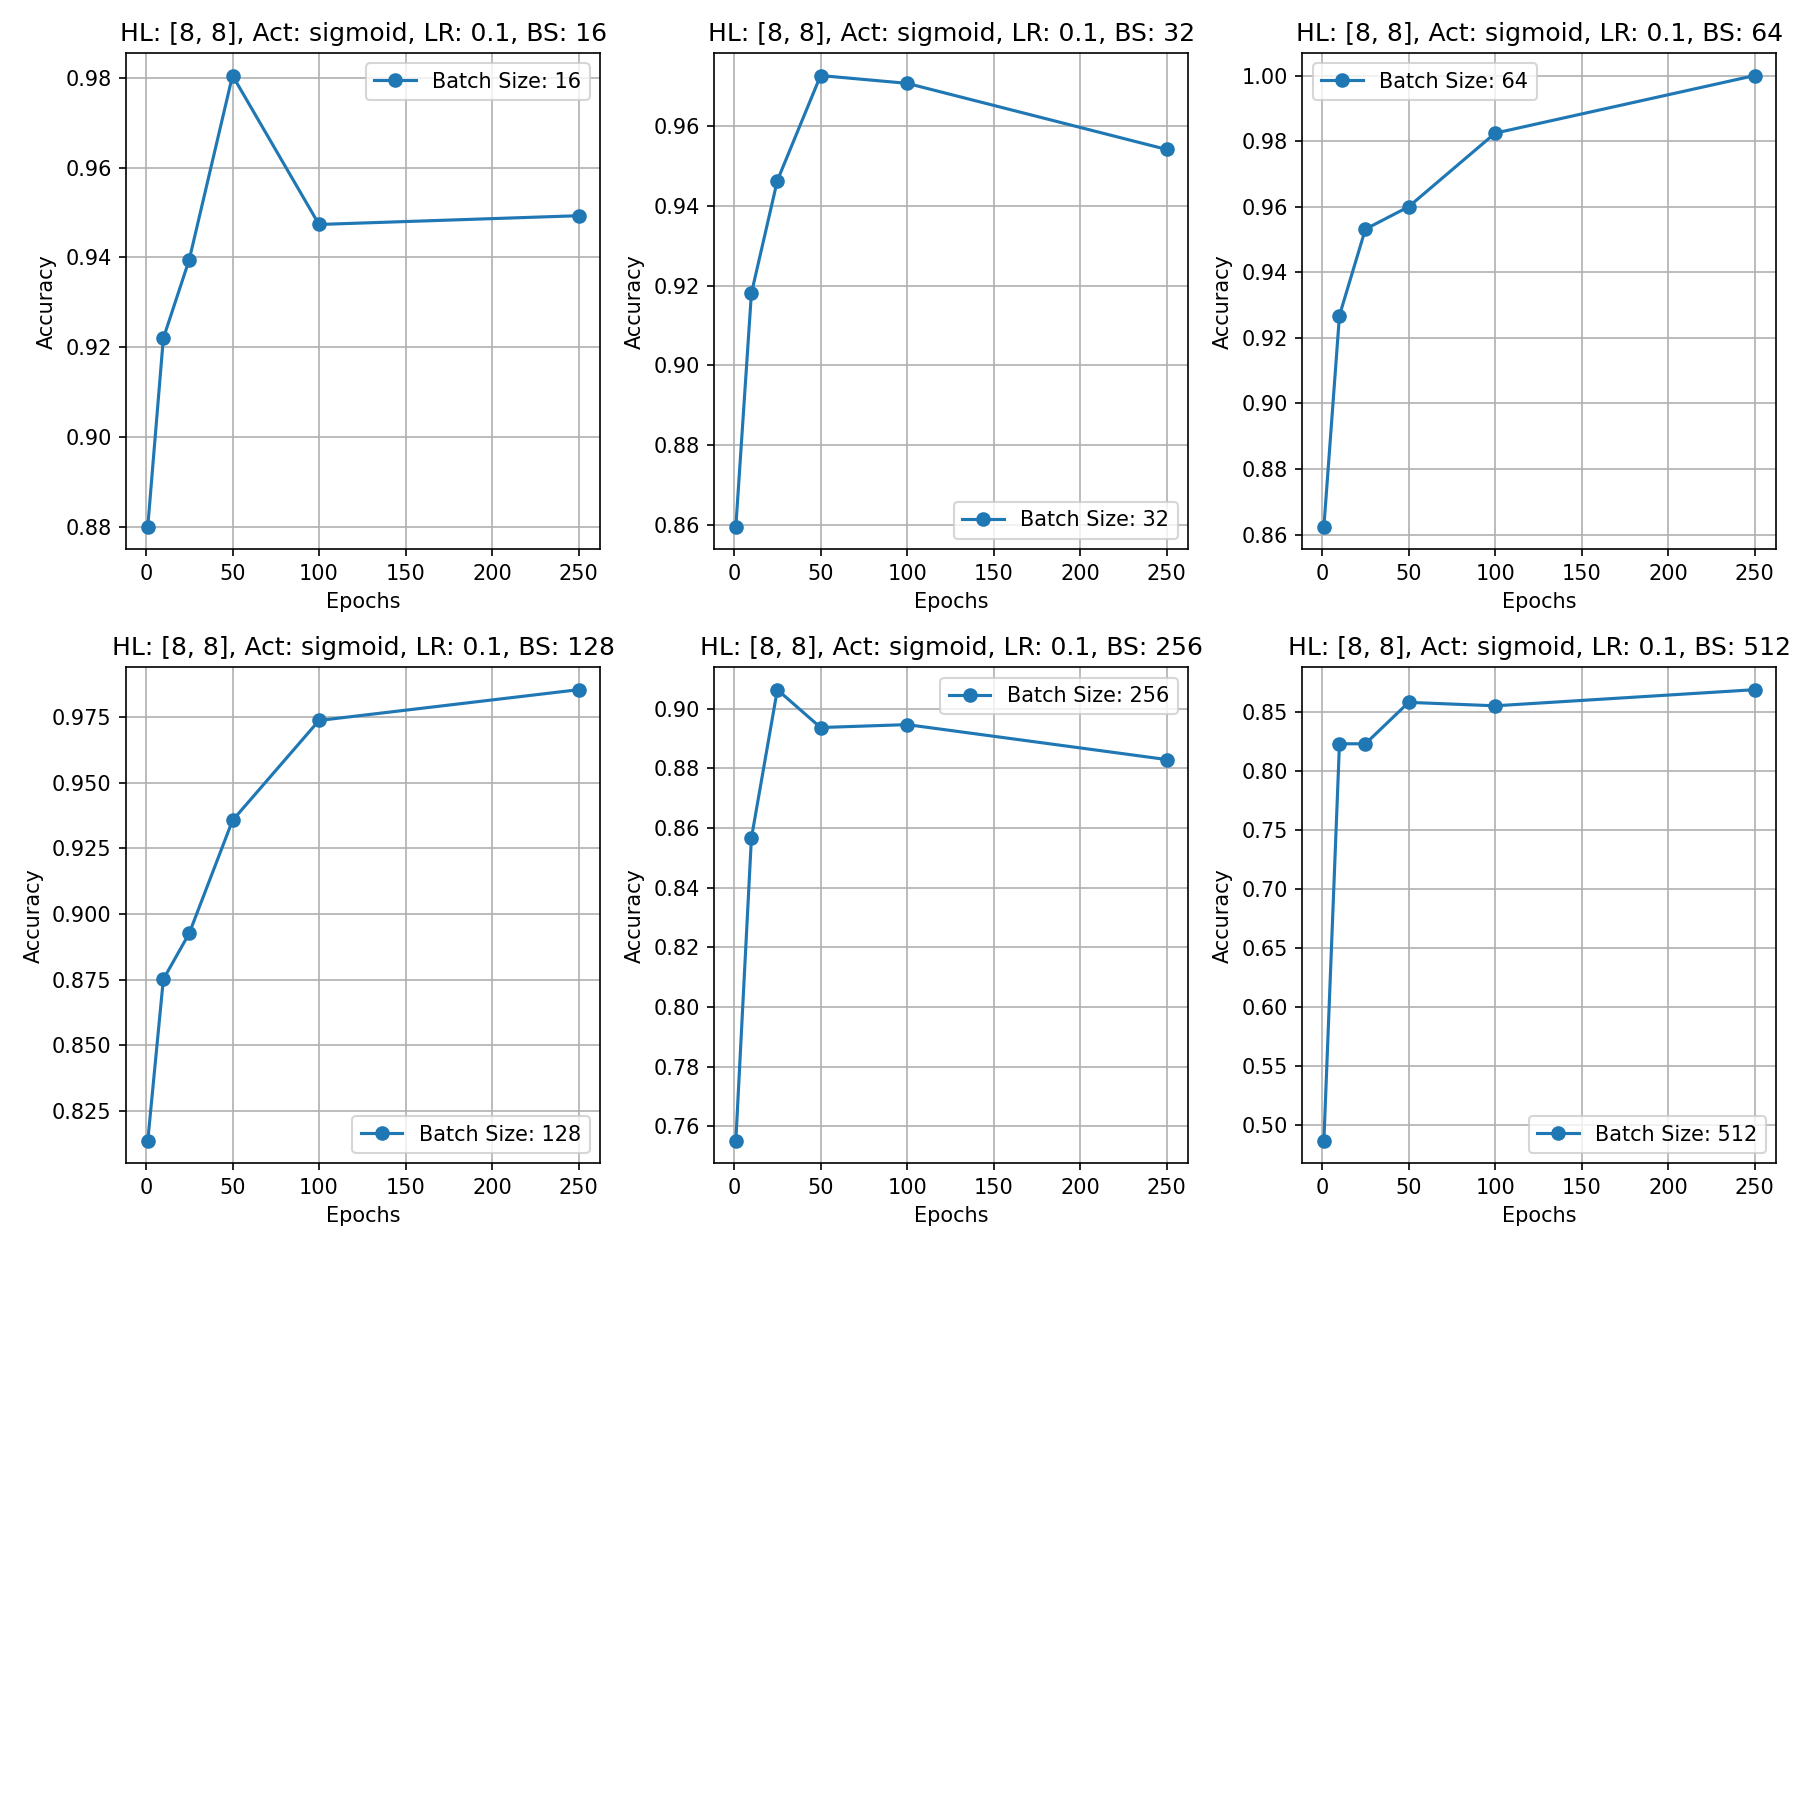 HL: [8, 8], Act: sigmoid, LR: 0.1, BS: 16
Batch Size: 16
Accuracy
0.98
0.96
0.94
0.92
0.90
0.88
0 50 100 150 200 250
Epochs
HL: [8, 8], Act: sigmoid, LR: 0.1, BS: 32
Accuracy
0.96
0.94
0.92
0.90
0.88
0.86
Batch Size: 32
0 50 100 150 200 250
Epochs
HL: [8, 8], Act: sigmoid, LR: 0.1, BS: 64
Batch Size: 64
Accuracy
1.00
0.98
0.96
0.94
0.92
0.90
0.88
0.86
0 50 100 150 200 250
Epochs
HL: [8, 8], Act: sigmoid, LR: 0.1, BS: 128
Accuracy
0.975
0.950
0.925
0.900
0.875
0.850
0.825
Batch Size: 128
0 50 100 150 200 250
Epochs
HL: [8, 8], Act: sigmoid, LR: 0.1, BS: 256
Batch Size: 256
Accuracy
0.90
0.88
0.86
0.84
0.82
0.80
0.78
0.76
0 50 100 150 200 250
Epochs
HL: [8, 8], Act: sigmoid, LR: 0.1, BS: 512
Accuracy
0.85
0.80
0.75
0.70
0.65
0.60
0.55
0.50
Batch Size: 512
0 50 100 150 200 250
Epochs